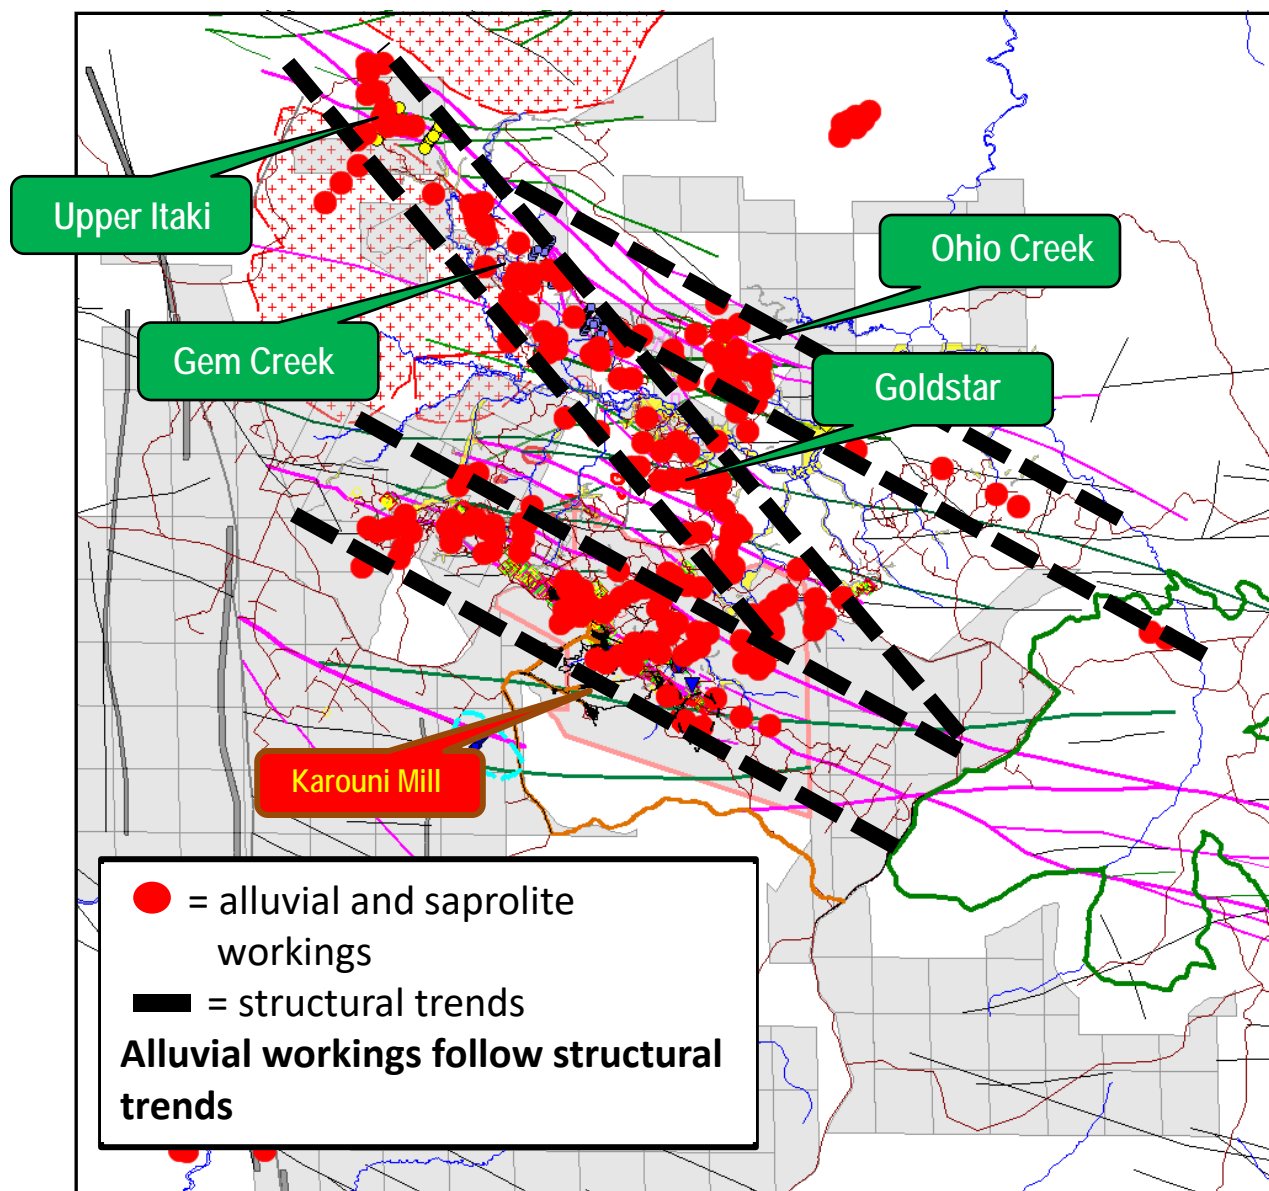 Upper Itaki
Ohio Creek
Gem Creek
Goldstar
Karouni Mill
= alluvial and saprolite
workings
= structural trends
Alluvial workings follow structural
trends